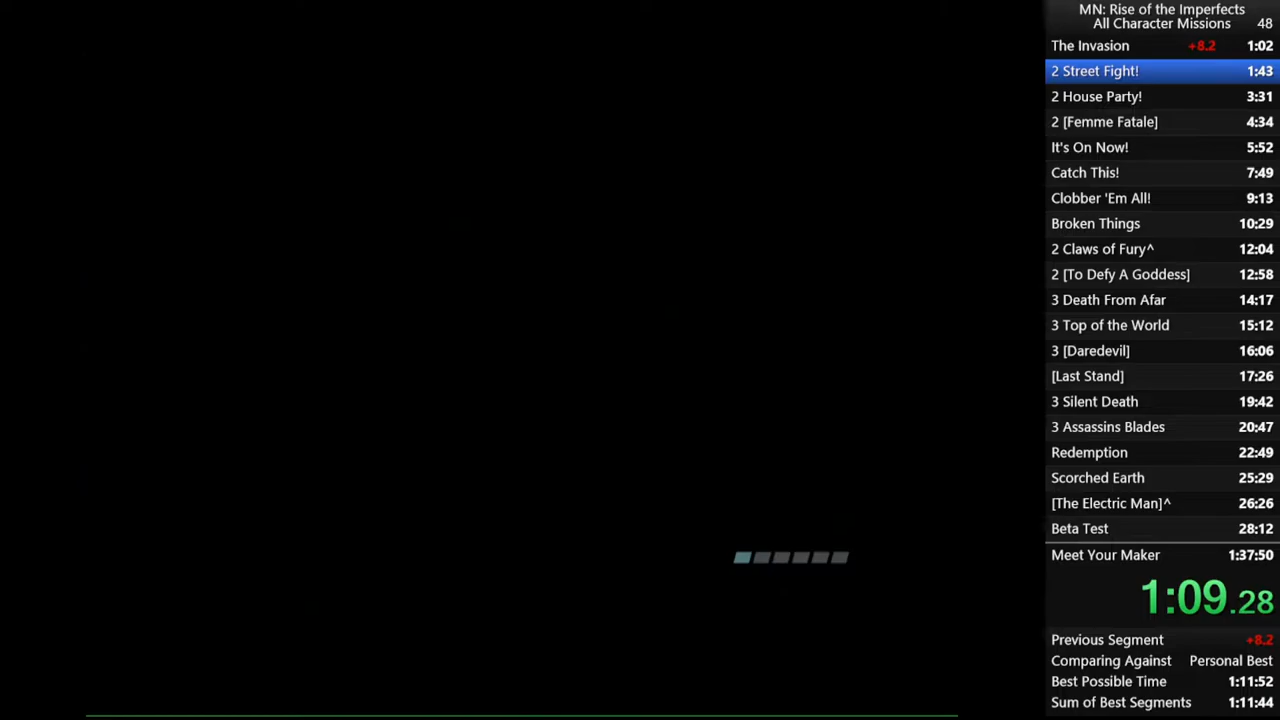 MN: Rise of the Imperfects
All Character Missions 48
The Invasion +8.2 1:02
2 Street Fight! 1:43
2 House Party! 3:31
2 [Femme Fatale] 4:34
It's On Now! 5:52
Catch This! 7:49
Clobber 'Em All! 9:13
Broken Things 10:29
2 Claws of Fury^ 12:04
2 [To Defy A Goddess] 12:58
3 Death From Afar 14:17
3 Top of the World 15:12
3 [Daredevil] 16:06
[Last Stand] 17:26
3 Silent Death 19:42
3 Assassins Blades 20:47
Redemption 22:49
Scorched Earth 25:29
[The Electric Man]^ 26:26
Beta Test 28:12
Meet Your Maker 1:37:50
1:09.28
Previous Segment +8.2
Comparing Against Personal Best
Best Possible Time 1:11:52
Sum of Best Segments 1:11:44